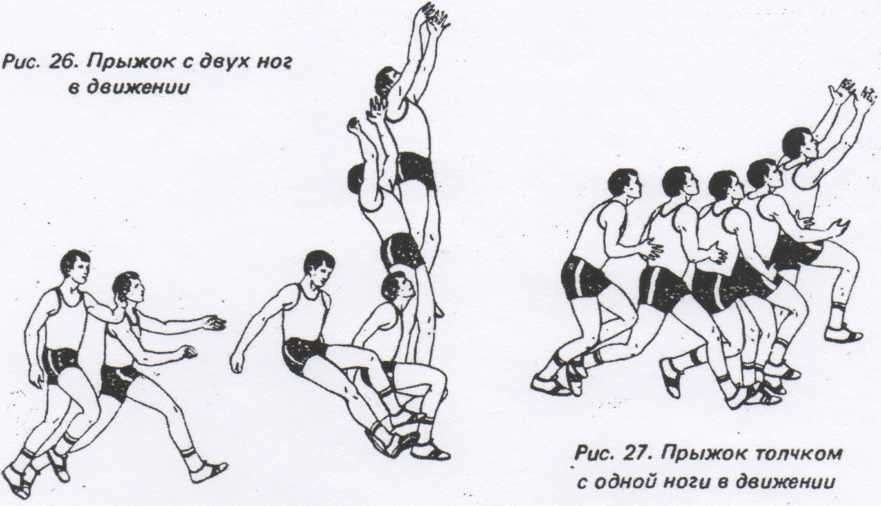 Рис. 26. Прыжок с двух ног
в движении
Рис. 27. Прыжок толчком
с одной ноги в движении